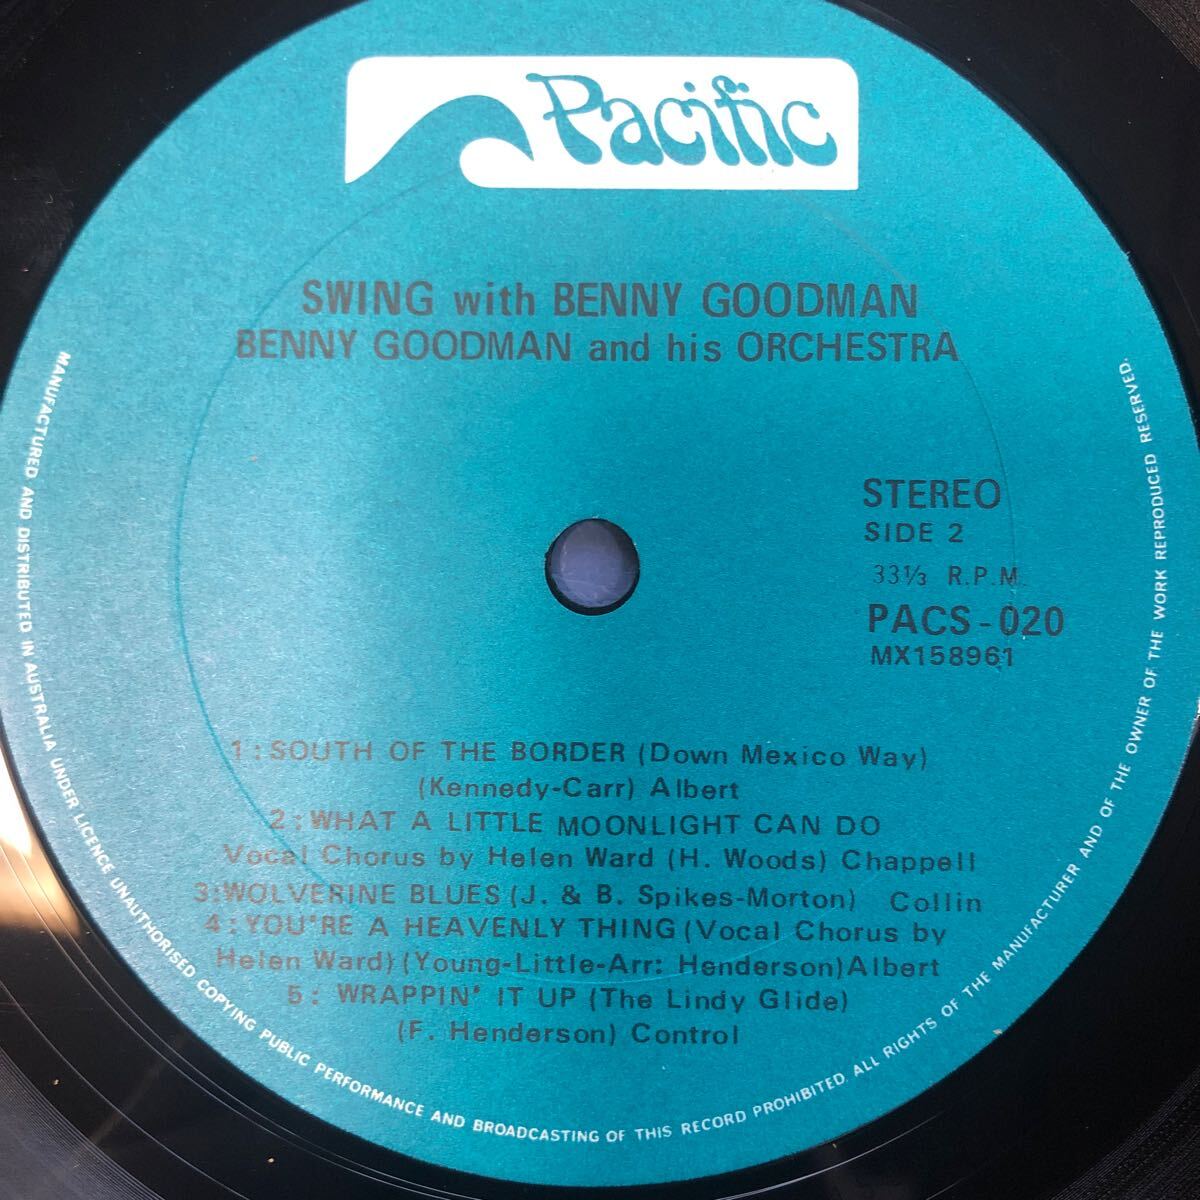 Pacific
SWING with BENNY GOODMAN
BENNY GOODMAN and his ORCHESTRA
STEREO
SIDE 2
33⅓ R.P.M.
PACS-020
MX158961
1:SOUTH OF THE BORDER (Down Mexico Way)
(Kennedy-Carr) Albert
2:WHAT A LITTLE MOONLIGHT CAN DO
Vocal Chorus by Helen Ward (H. Woods) Chappell
3:WOLVERINE BLUES (J. & B. Spikes-Morton) Collin
4:YOU'RE A HEAVENLY THING (Vocal Chorus by
Helen Ward) (Young-Little-Arr: Henderson) Albert
5: WRAPPIN' IT UP (The Lindy Glide)
(F. Henderson) Control
MANUFACTURED AND DISTRIBUTED IN AUSTRALIA UNDER LICENCE UNAUTHORISED COPYING PUBLIC PERFORMANCE AND BROADCASTING OF THIS RECORD PROHIBITED. ALL RIGHTS OF THE MANUFACTURER AND OF THE OWNER OF THE WORK REPRODUCED RESERVED.